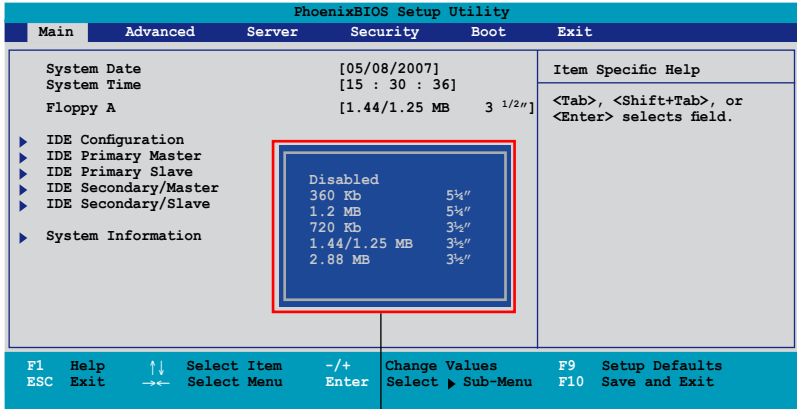 PhoenixBIOS Setup Utility
Main Advanced Server Security Boot Exit
System Date [05/08/2007]
System Time [15 : 30 : 36]
Floppy A [1.44/1.25 MB 3 1/2″]
IDE Configuration
IDE Primary Master
IDE Primary Slave
IDE Secondary/Master
IDE Secondary/Slave
System Information
Disabled
360 Kb 5¼″
1.2 MB 5¼″
720 Kb 3½″
1.44/1.25 MB 3½″
2.88 MB 3½″
Item Specific Help
<Tab>, <Shift+Tab>, or
<Enter> selects field.
F1 Help ↑↓ Select Item -/+ Change Values F9 Setup Defaults
ESC Exit →← Select Menu Enter Select ▶ Sub-Menu F10 Save and Exit